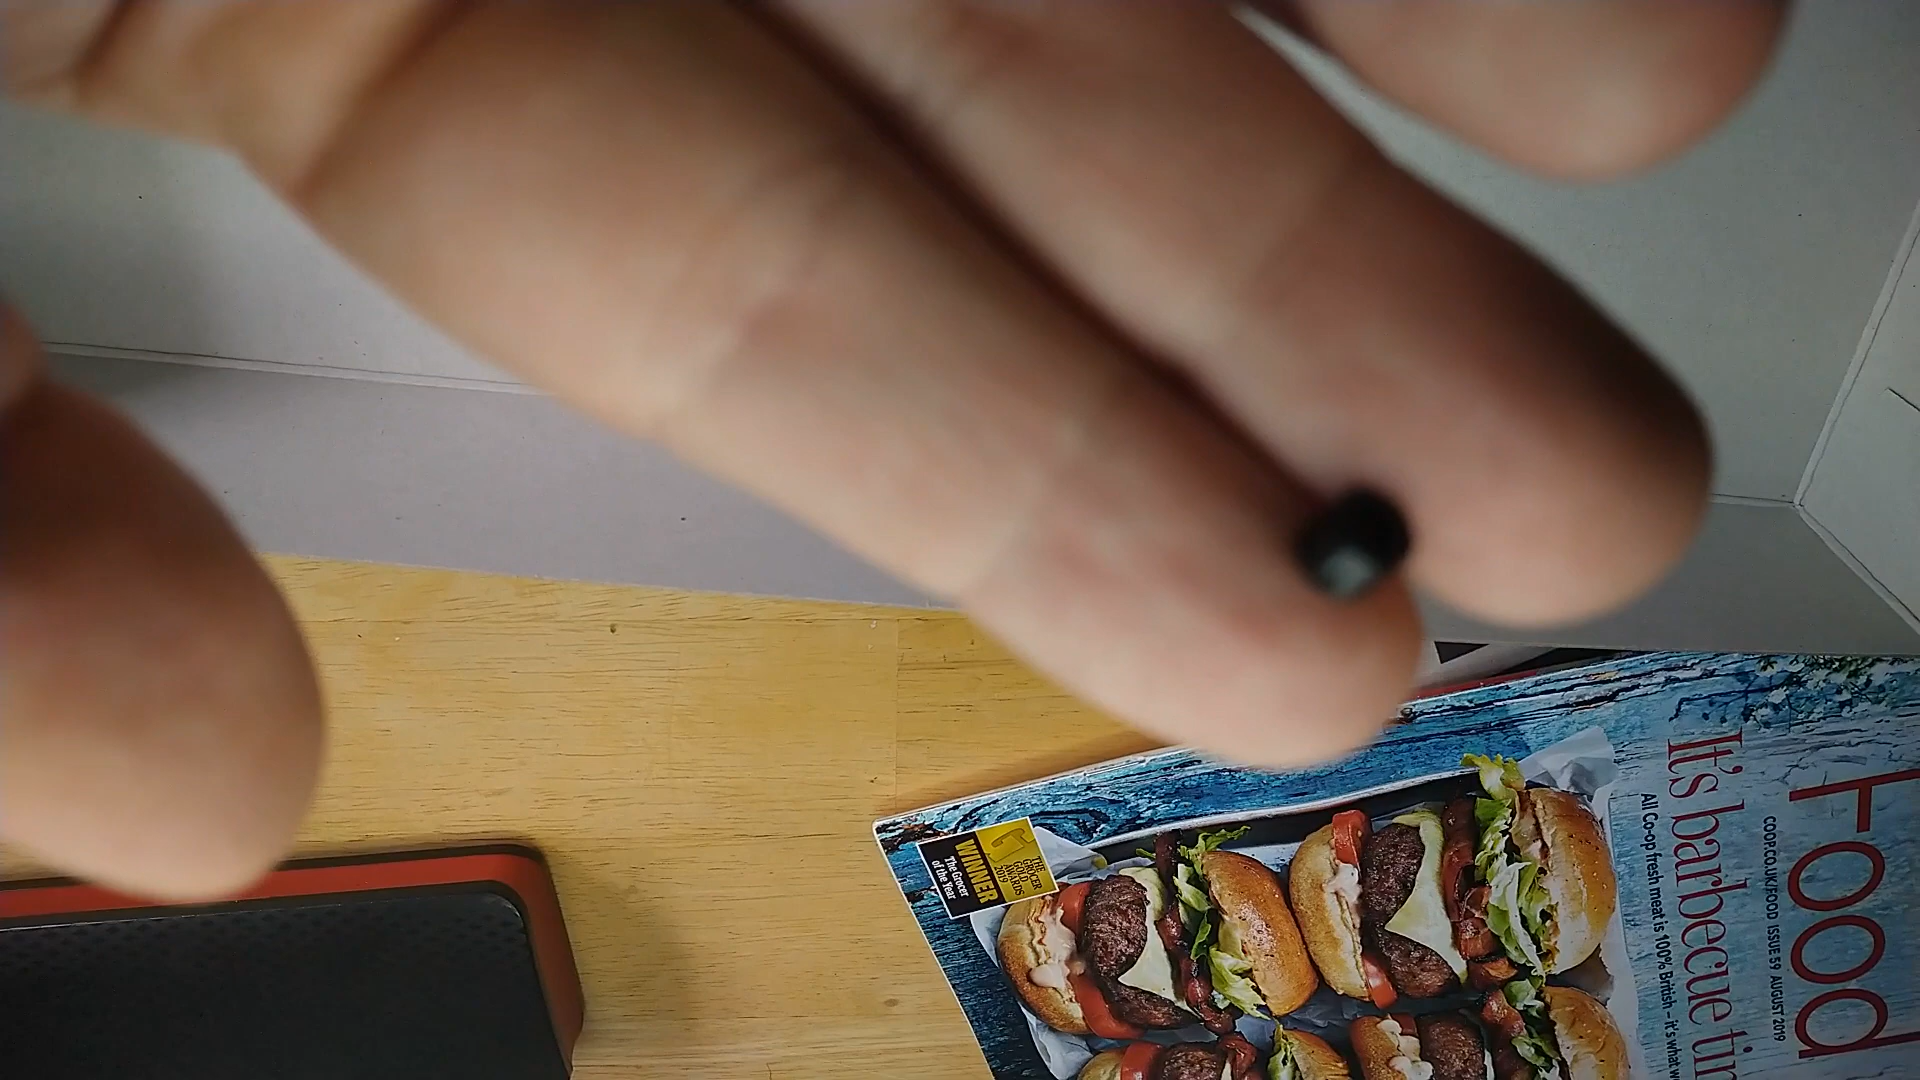 Food
COOP.CO.UK/FOOD ISSUE 59 AUGUST 2019
It's barbecue
All Co-op fresh meat is 100% British – it's what
THE
GROCER
GOLD
AWARDS
2019
WINNER
The Grocer
of the Year